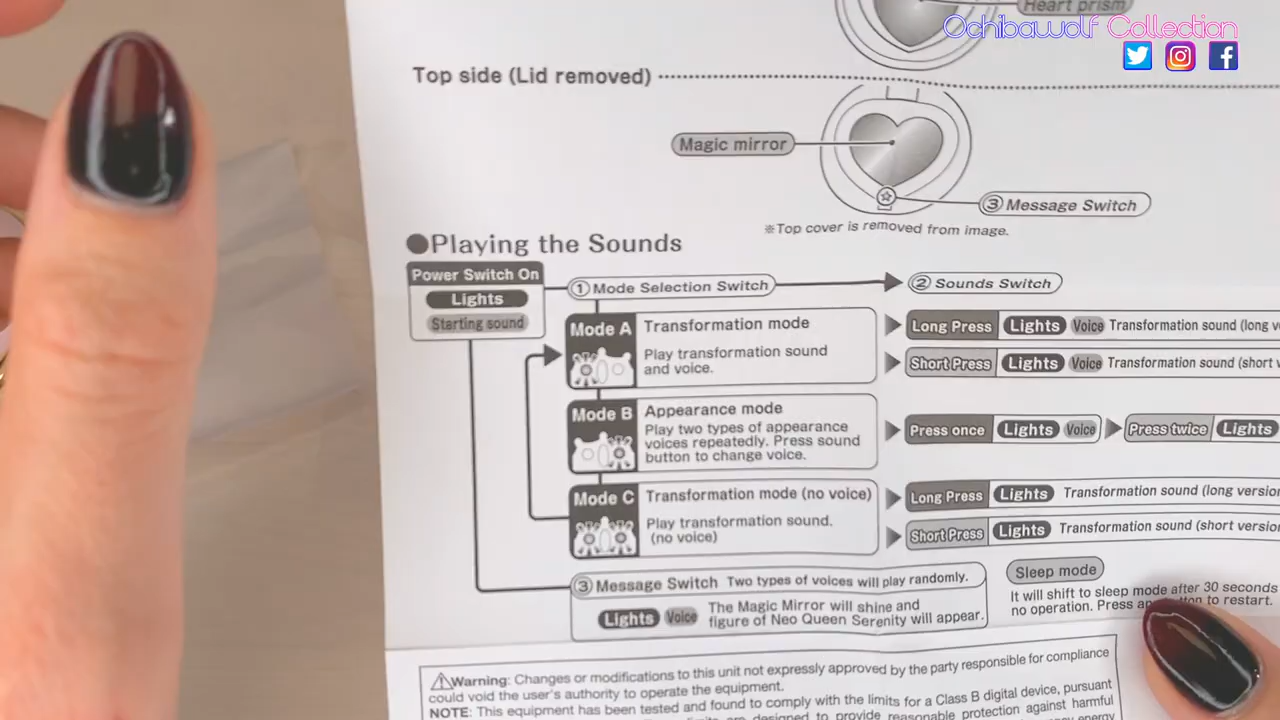 Heart prism
Ochibawolf Collection
Top side (Lid removed)
Magic mirror
③ Message Switch
※Top cover is removed from image.
●Playing the Sounds
Power Switch On
Lights
Starting sound
① Mode Selection Switch
② Sounds Switch
Mode A
Transformation mode
Play transformation sound
and voice.
Long Press Lights Voice Transformation sound (long
Short Press Lights Voice Transformation sound (short
Mode B
Appearance mode
Play two types of appearance
voices repeatedly. Press sound
button to change voice.
Press once Lights Voice Press twice Lights
Mode C
Transformation mode (no voice)
Play transformation sound.
(no voice)
Long Press Lights Transformation sound (long version
Short Press Lights Transformation sound (short version
③ Message Switch Two types of voices will play randomly.
Lights Voice The Magic Mirror will shine and
figure of Neo Queen Serenity will appear.
Sleep mode
It will shift to sleep mode after 30 seconds
no operation. Press to restart.
⚠Warning: Changes or modifications to this unit not expressly approved by the party responsible for compliance
could void the user's authority to operate the equipment.
NOTE: This equipment has been tested and found to comply with the limits for a Class B digital device, pursuant
are designed to provide reasonable protection against harmful
energy